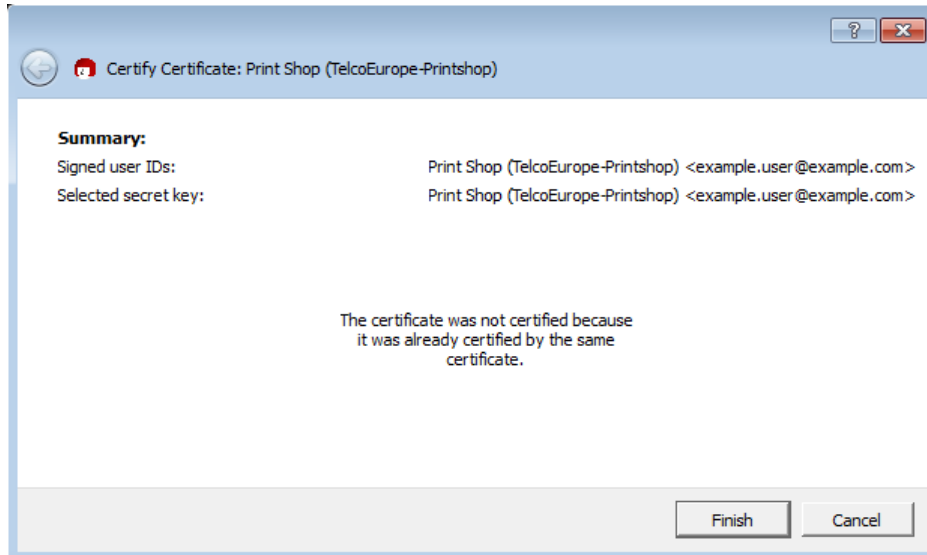 ?
Certify Certificate: Print Shop (TelcoEurope-Printshop)
Summary:
Signed user IDs: Print Shop (TelcoEurope-Printshop) <example.user@example.com>
Selected secret key: Print Shop (TelcoEurope-Printshop) <example.user@example.com>
The certificate was not certified because
it was already certified by the same
certificate.
Finish Cancel